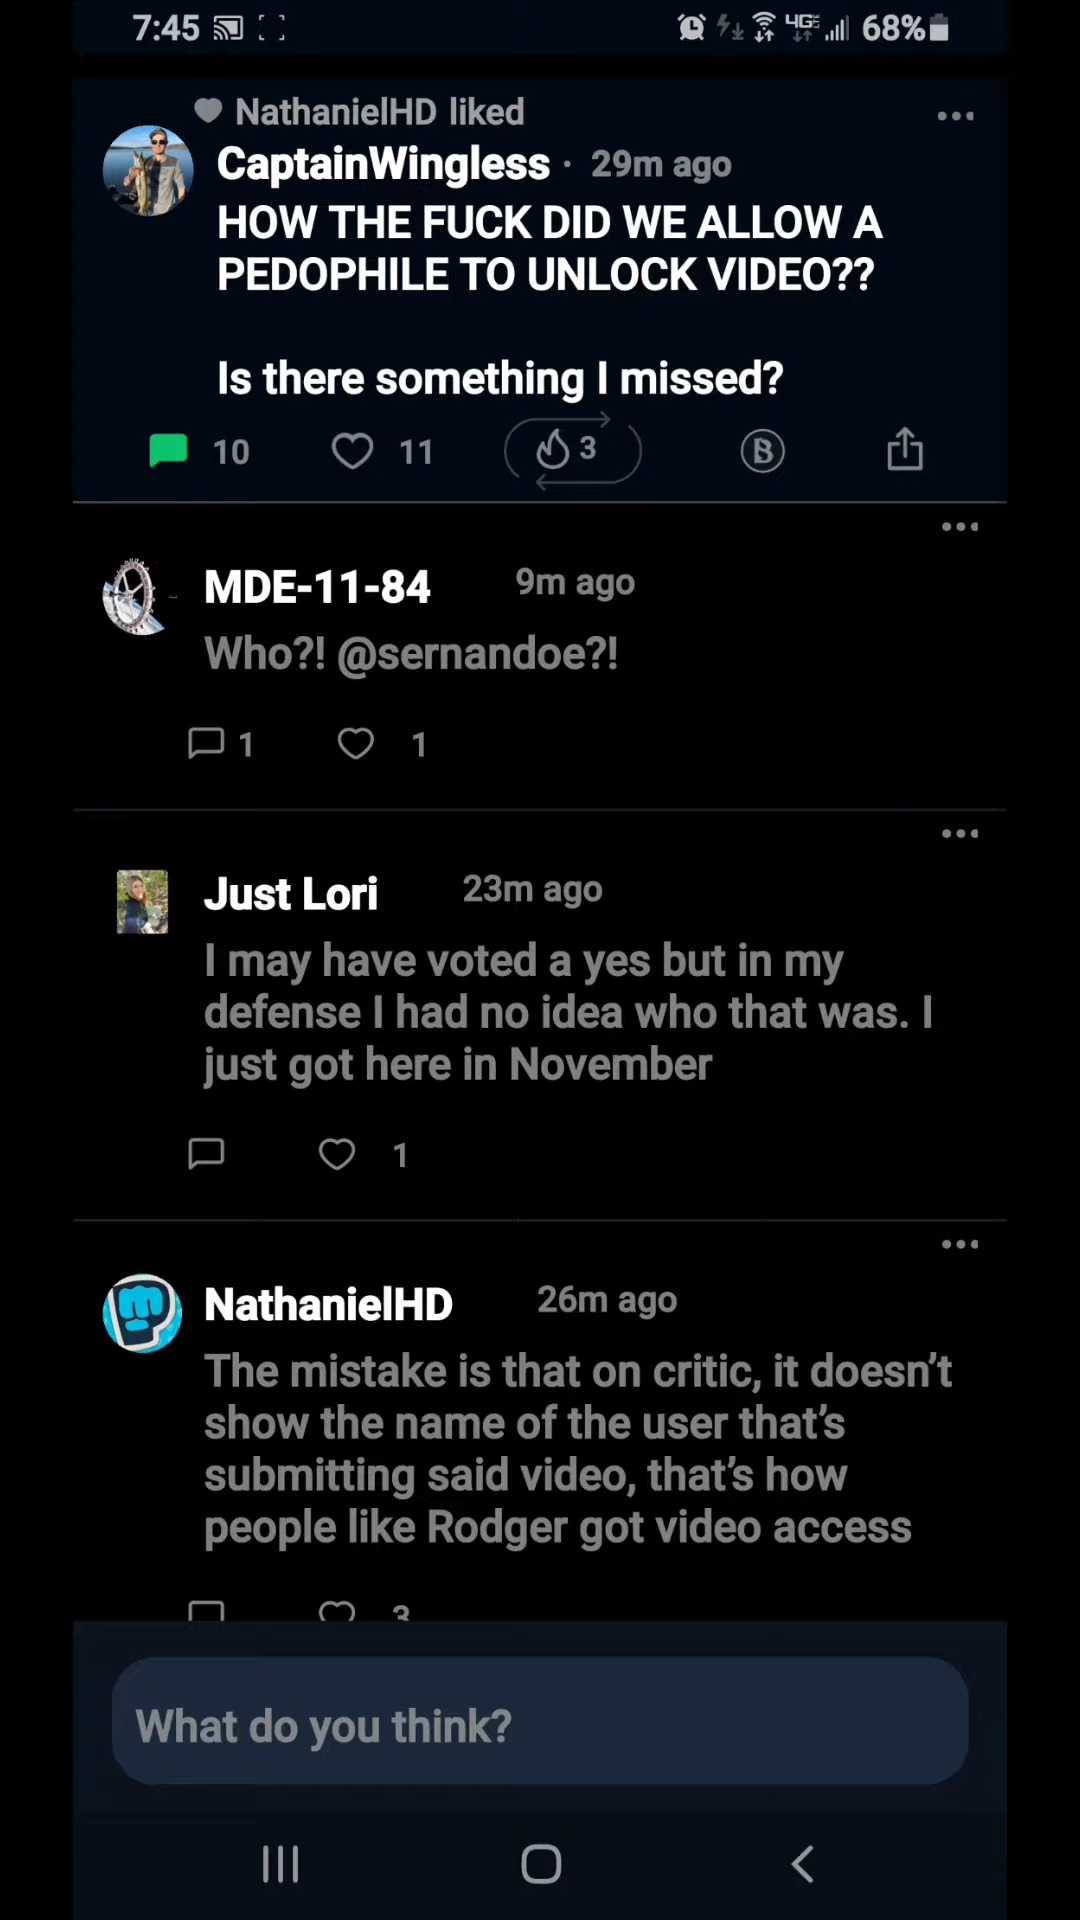 7:45 4G LTE 68%
NathanielHD liked
CaptainWingless · 29m ago
HOW THE FUCK DID WE ALLOW A
PEDOPHILE TO UNLOCK VIDEO??
Is there something I missed?
10 11 3 B
MDE-11-84 9m ago
Who?! @sernandoe?!
1 1
Just Lori 23m ago
I may have voted a yes but in my
defense I had no idea who that was. I
just got here in November
1
NathanielHD 26m ago
The mistake is that on critic, it doesn’t
show the name of the user that’s
submitting said video, that’s how
people like Rodger got video access
3
What do you think?